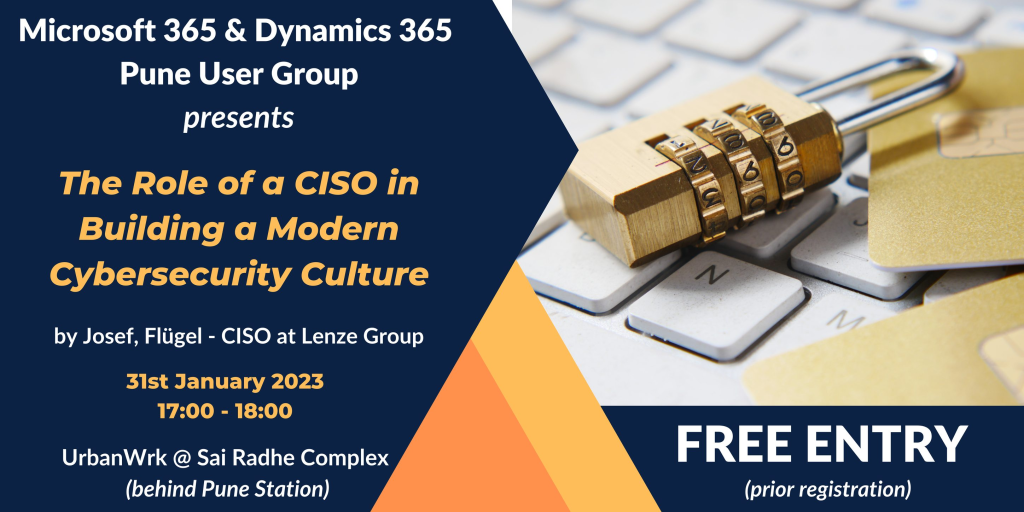 Microsoft 365 & Dynamics 365
Pune User Group
presents
The Role of a CISO in
Building a Modern
Cybersecurity Culture
by Josef, Flügel - CISO at Lenze Group
31st January 2023
17:00 - 18:00
UrbanWrk @ Sai Radhe Complex
(behind Pune Station)
N
M
FREE ENTRY
(prior registration)